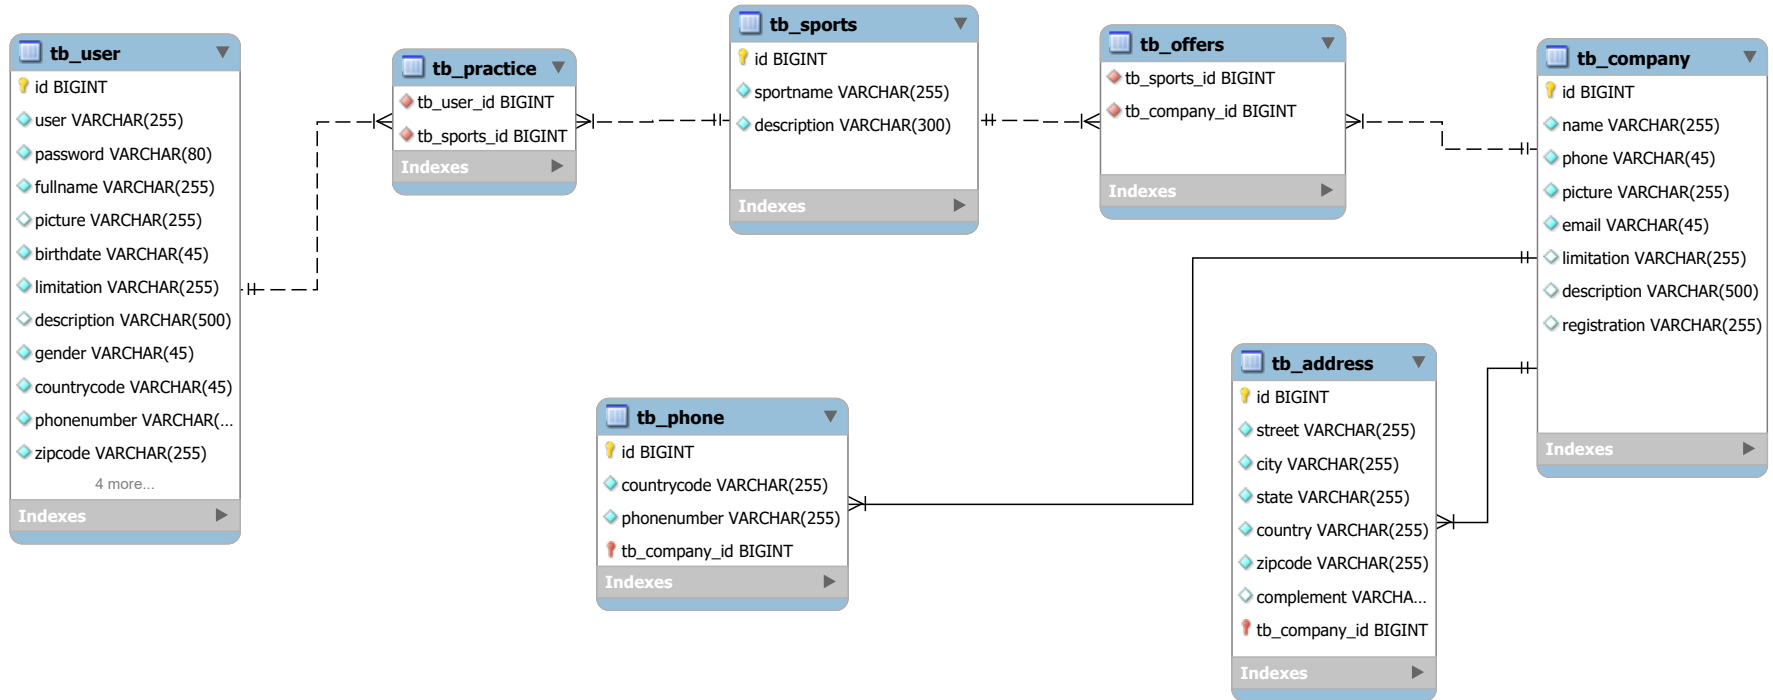 tb_user
id BIGINT
user VARCHAR(255)
password VARCHAR(80)
fullname VARCHAR(255)
picture VARCHAR(255)
birthdate VARCHAR(45)
limitation VARCHAR(255)
description VARCHAR(500)
gender VARCHAR(45)
countrycode VARCHAR(45)
phonenumber VARCHAR(...
zipcode VARCHAR(255)
4 more...
Indexes
tb_practice
tb_user_id BIGINT
tb_sports_id BIGINT
Indexes
tb_sports
id BIGINT
sportname VARCHAR(255)
description VARCHAR(300)
Indexes
tb_offers
tb_sports_id BIGINT
tb_company_id BIGINT
Indexes
tb_company
id BIGINT
name VARCHAR(255)
phone VARCHAR(45)
picture VARCHAR(255)
email VARCHAR(45)
limitation VARCHAR(255)
description VARCHAR(500)
registration VARCHAR(255)
Indexes
tb_phone
id BIGINT
countrycode VARCHAR(255)
phonenumber VARCHAR(255)
tb_company_id BIGINT
Indexes
tb_address
id BIGINT
street VARCHAR(255)
city VARCHAR(255)
state VARCHAR(255)
country VARCHAR(255)
zipcode VARCHAR(255)
complement VARCHA...
tb_company_id BIGINT
Indexes